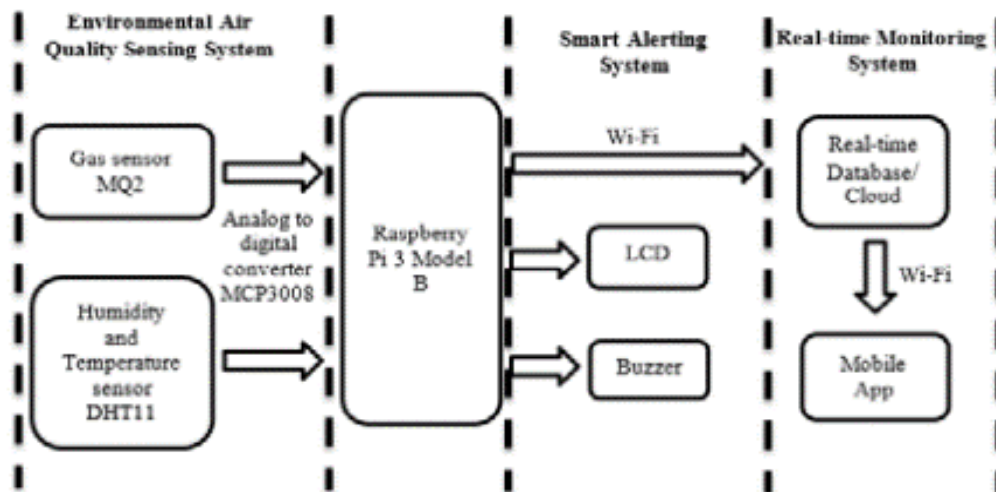 Environmental Air
Quality Sensing System
Gas sensor
MQ2
Analog to
digital
converter
MCP3008
Humidity
and
Temperature
sensor
DHT11
Raspberry
Pi 3 Model
B
Smart Alerting
System
Wi-Fi
LCD
Buzzer
Real-time Monitoring
System
Real-time
Database/
Cloud
Wi-Fi
Mobile
App